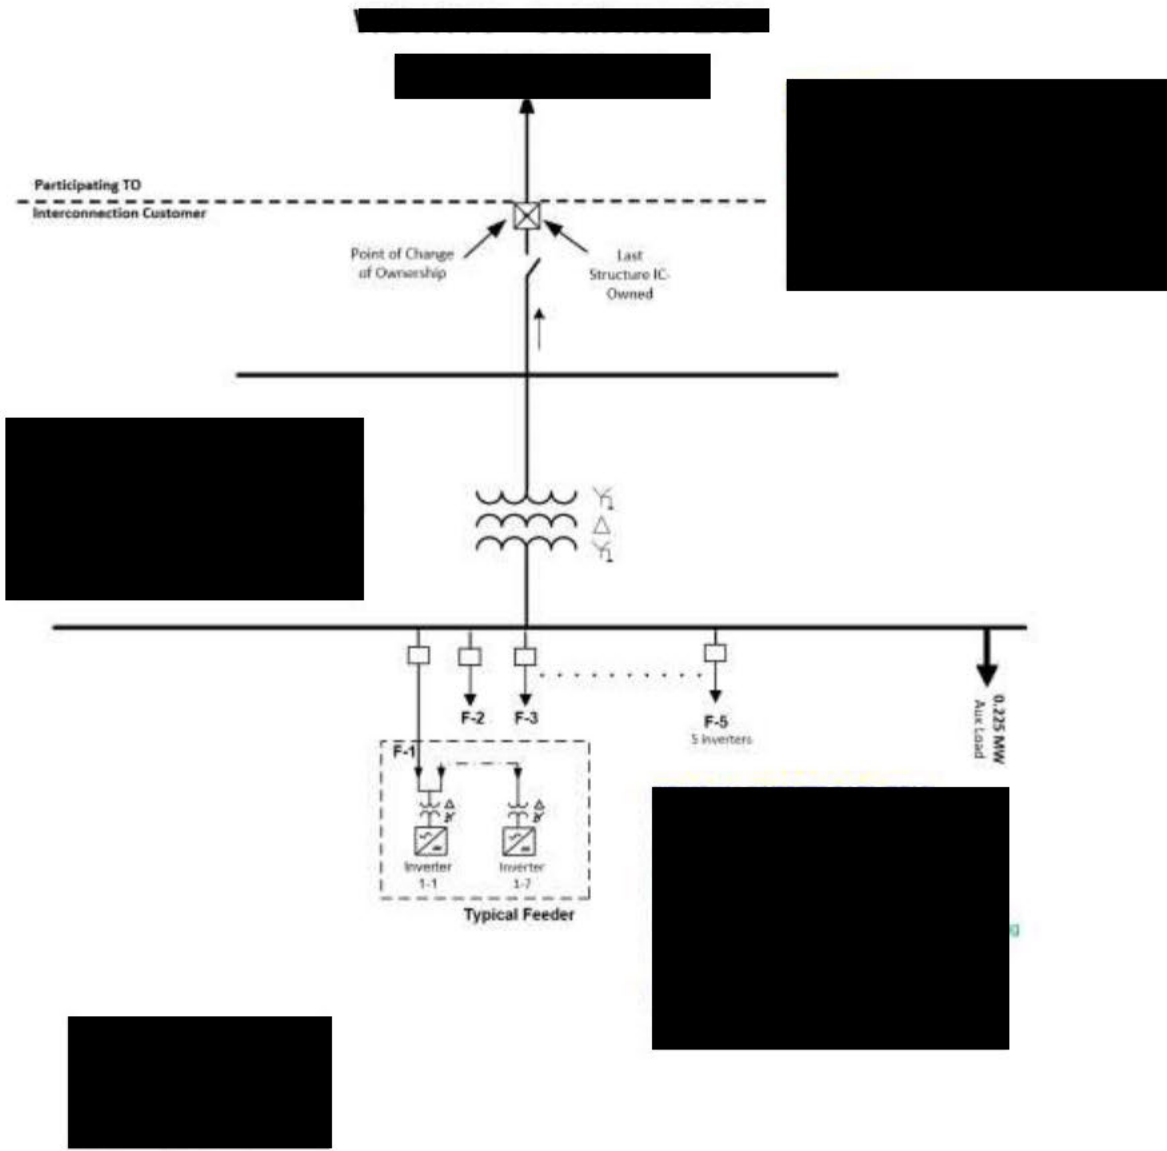 Participating TO
Interconnection Customer
Point of Change
of Ownership
Last
Structure IC-
Owned
F-2
F-3
F-5
5 Inverters
0.225 MW
Aux Load
F-1
Inverter
1-1
Inverter
1-7
Typical Feeder
g